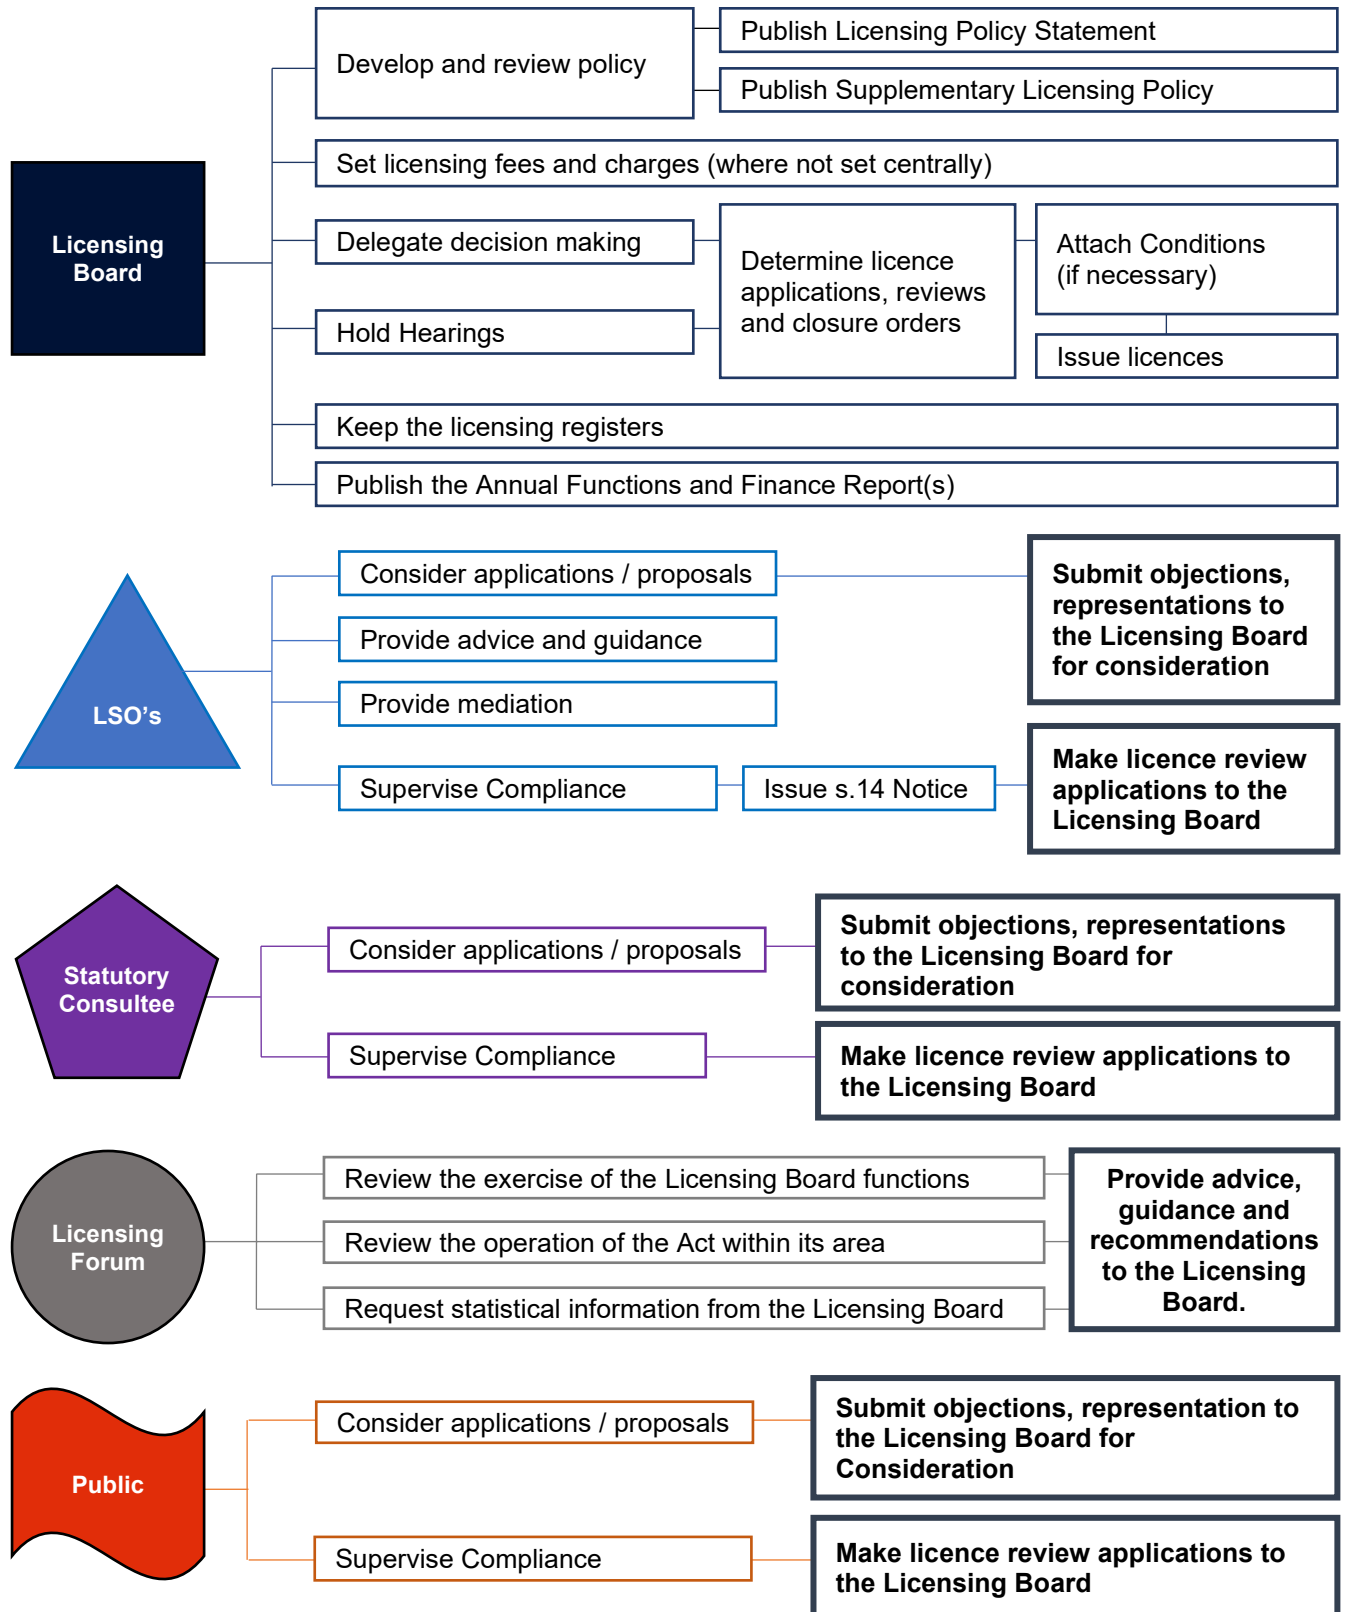 Develop and review policy
Publish Licensing Policy Statement
Publish Supplementary Licensing Policy
Set licensing fees and charges (where not set centrally)
Licensing
Board
Delegate decision making
Hold Hearings
Determine licence
applications, reviews
and closure orders
Attach Conditions
(if necessary)
Issue licences
Keep the licensing registers
Publish the Annual Functions and Finance Report(s)
LSO’s
Consider applications / proposals
Provide advice and guidance
Provide mediation
Supervise Compliance
Issue s.14 Notice
Submit objections,
representations to
the Licensing Board
for consideration
Make licence review
applications to the
Licensing Board
Statutory
Consultee
Consider applications / proposals
Submit objections, representations
to the Licensing Board for
consideration
Supervise Compliance
Make licence review applications to
the Licensing Board
Licensing
Forum
Review the exercise of the Licensing Board functions
Review the operation of the Act within its area
Request statistical information from the Licensing Board
Provide advice,
guidance and
recommendations
to the Licensing
Board.
Public
Consider applications / proposals
Submit objections, representation to
the Licensing Board for
Consideration
Supervise Compliance
Make licence review applications to
the Licensing Board